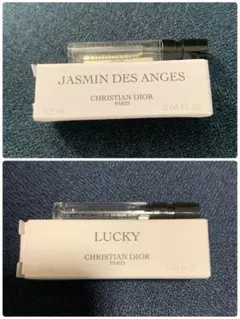 JASMIN DES ANGES
CHRISTIAN DIOR
PARIS
LUCKY
CHRISTIAN DIOR
PARIS